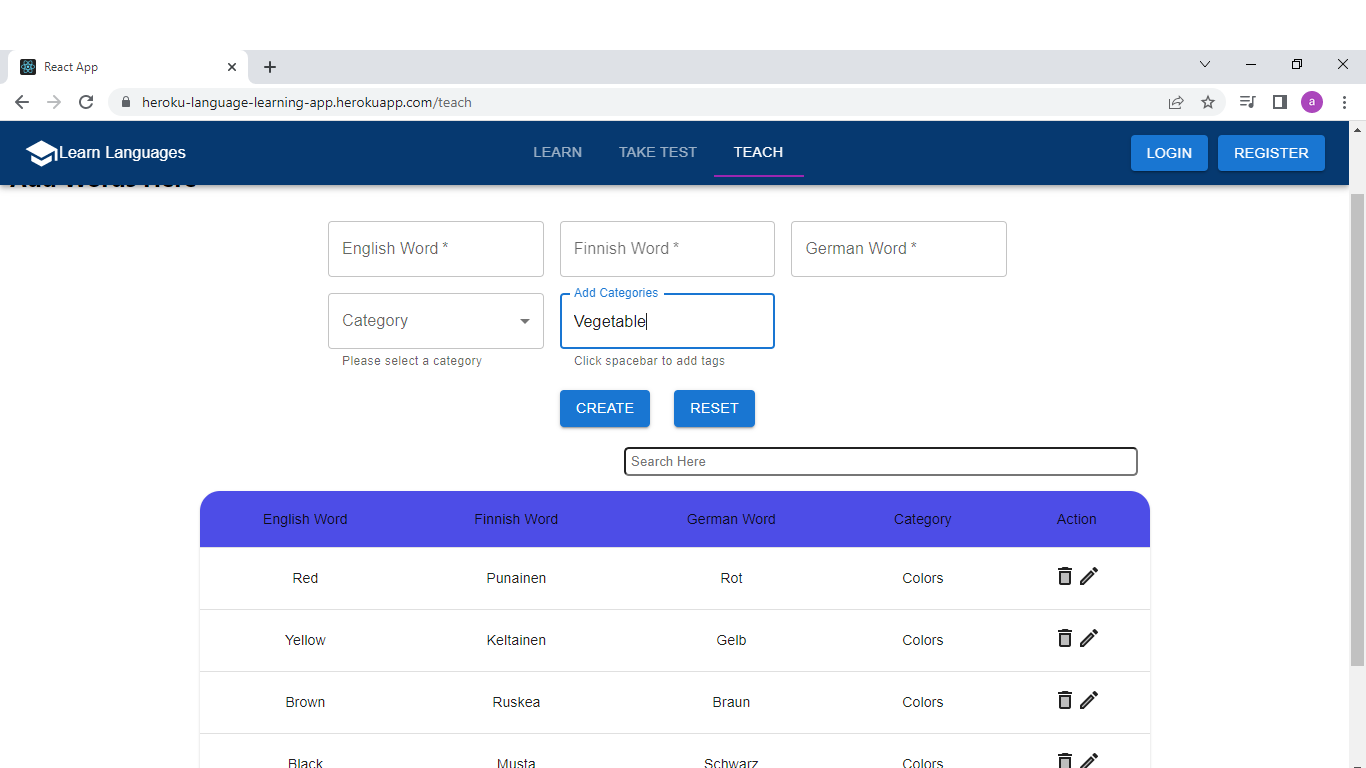 React App
heroku-language-learning-app.herokuapp.com/teach
a
Learn Languages
LEARN
TAKE TEST
TEACH
LOGIN
REGISTER
Add Words Here
English Word *
Finnish Word *
German Word *
Category
Add Categories
Vegetable
Please select a category
Click spacebar to add tags
CREATE
RESET
Search Here
English Word Finnish Word German Word Category Action
Red Punainen Rot Colors
Yellow Keltainen Gelb Colors
Brown Ruskea Braun Colors
Black Musta Schwarz Colors